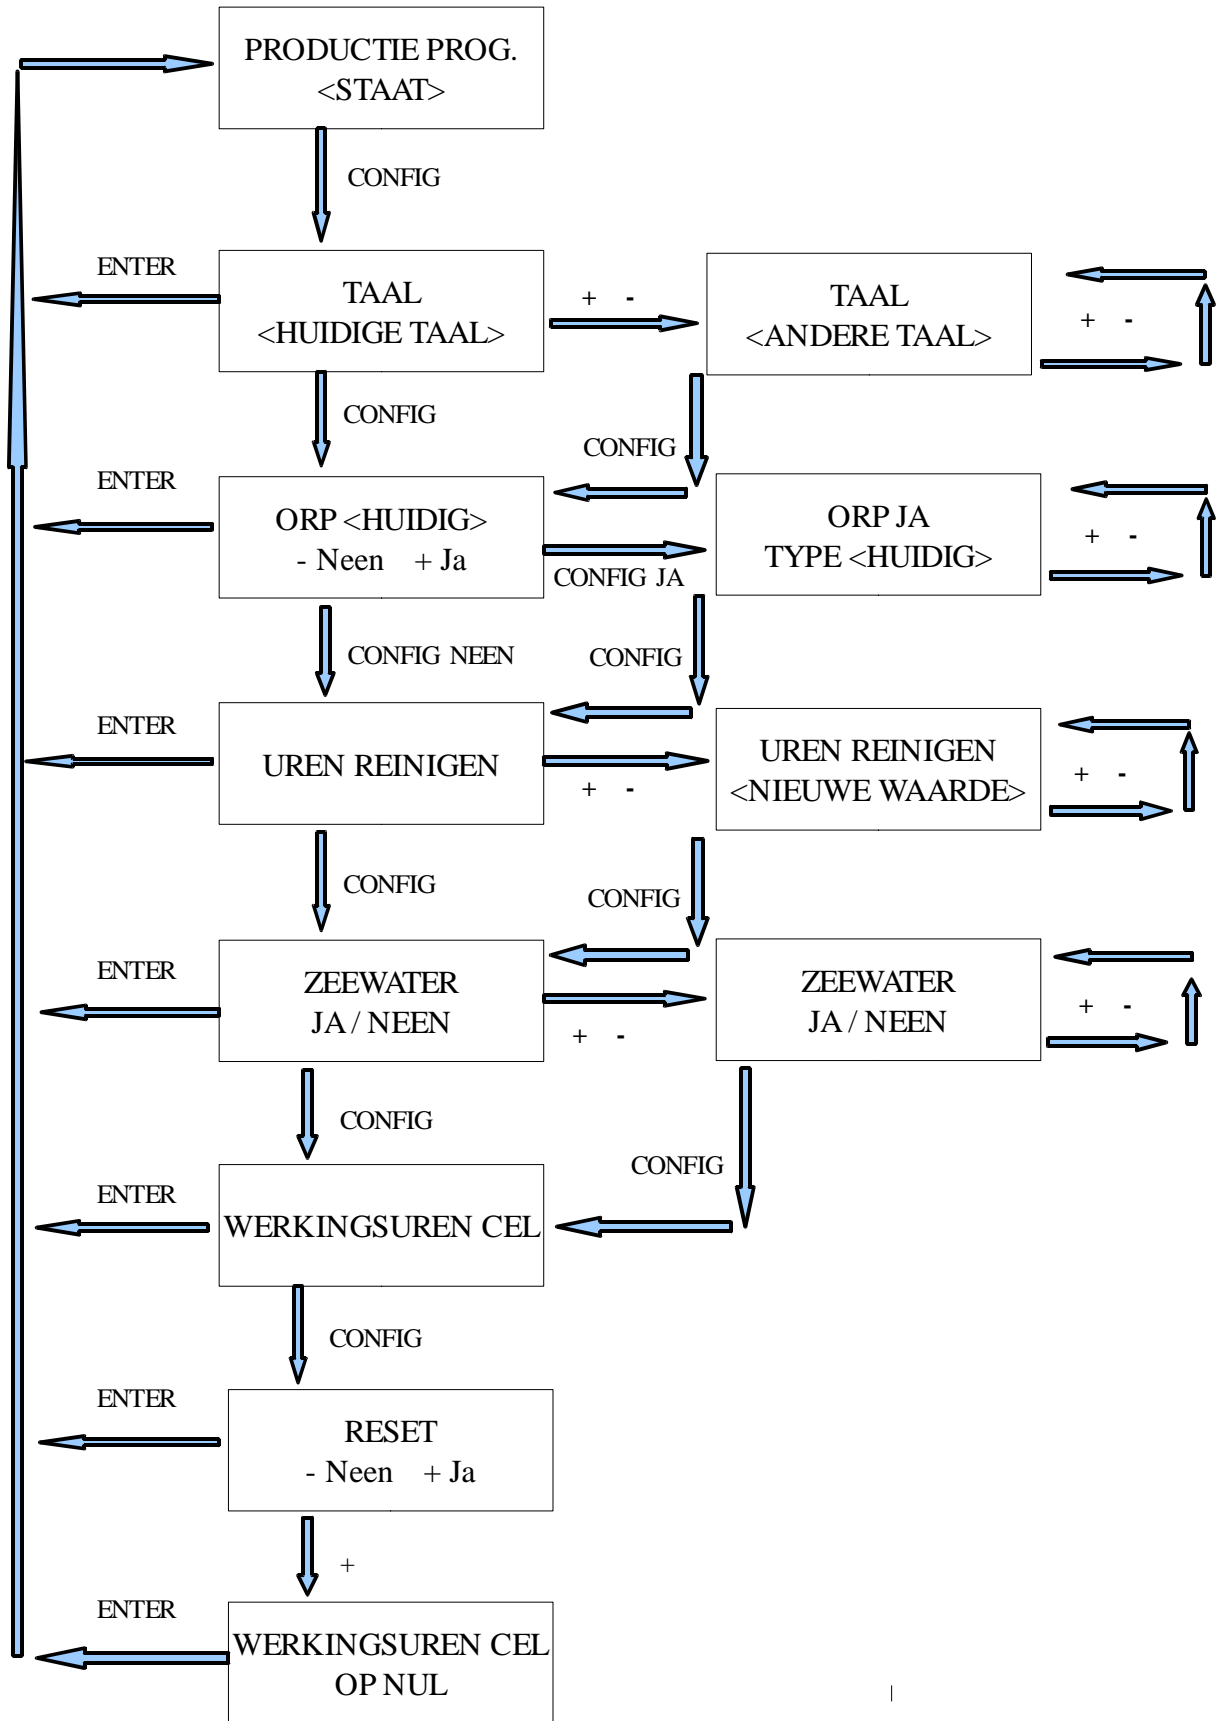 PRODUCTIE PROG.
<STAAT>
CONFIG
ENTER
TAAL
<HUIDIGE TAAL>
+ -
TAAL
<ANDERE TAAL>
+ -
CONFIG
CONFIG
ENTER
ORP <HUIDIG>
- Neen + Ja
CONFIG JA
ORP JA
TYPE <HUIDIG>
+ -
CONFIG NEEN
CONFIG
ENTER
UREN REINIGEN
+ -
UREN REINIGEN
<NIEUWE WAARDE>
+ -
CONFIG
CONFIG
ENTER
ZEEWATER
JA / NEEN
+ -
ZEEWATER
JA / NEEN
+ -
CONFIG
CONFIG
ENTER
WERKINGSUREN CEL
CONFIG
ENTER
RESET
- Neen + Ja
+
ENTER
WERKINGSUREN CEL
OP NUL